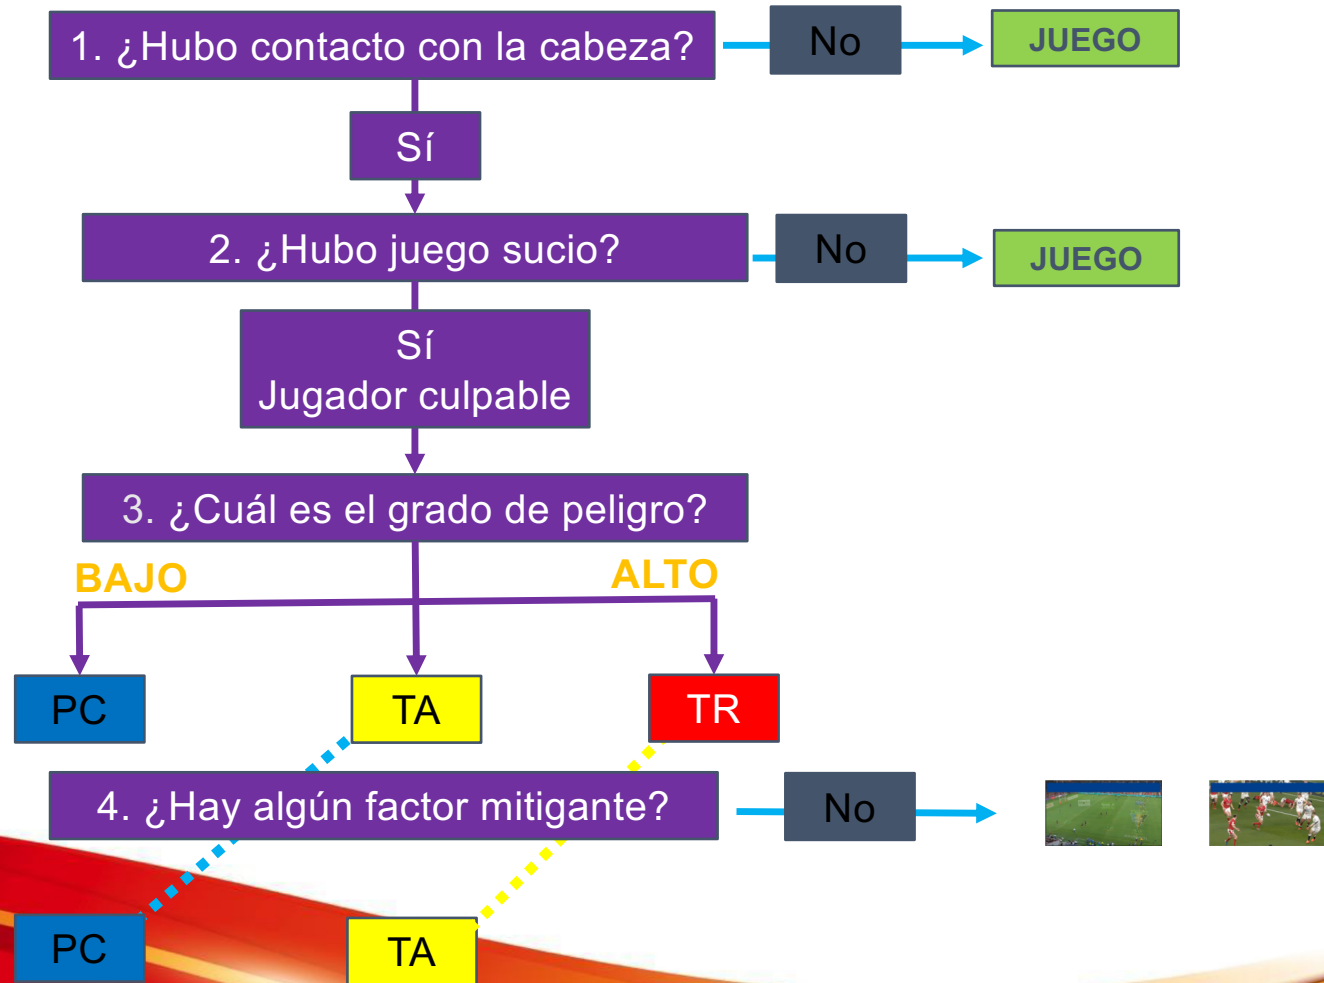 1. ¿Hubo contacto con la cabeza?
No
JUEGO
Sí
2. ¿Hubo juego sucio?
No
JUEGO
Sí
Jugador culpable
3. ¿Cuál es el grado de peligro?
BAJO
ALTO
PC
TA
TR
4. ¿Hay algún factor mitigante?
No
PC
TA